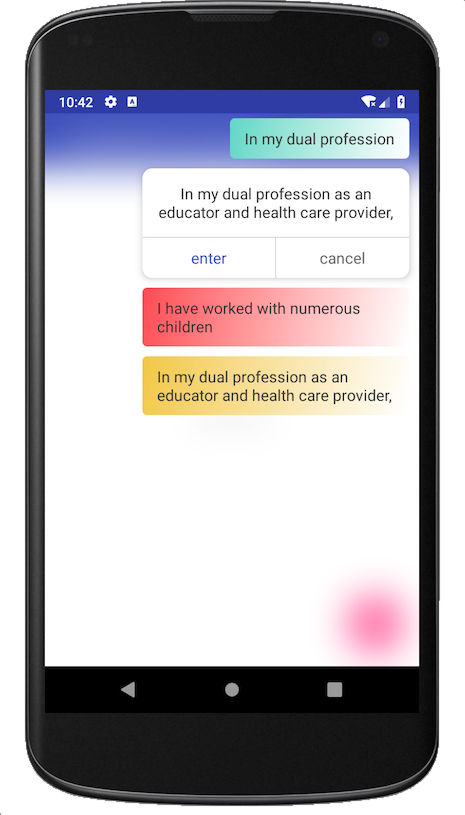 10:42
A
In my dual profession
In my dual profession as an
educator and health care provider,
enter
cancel
I have worked with numerous
children
In my dual profession as an
educator and health care provider,